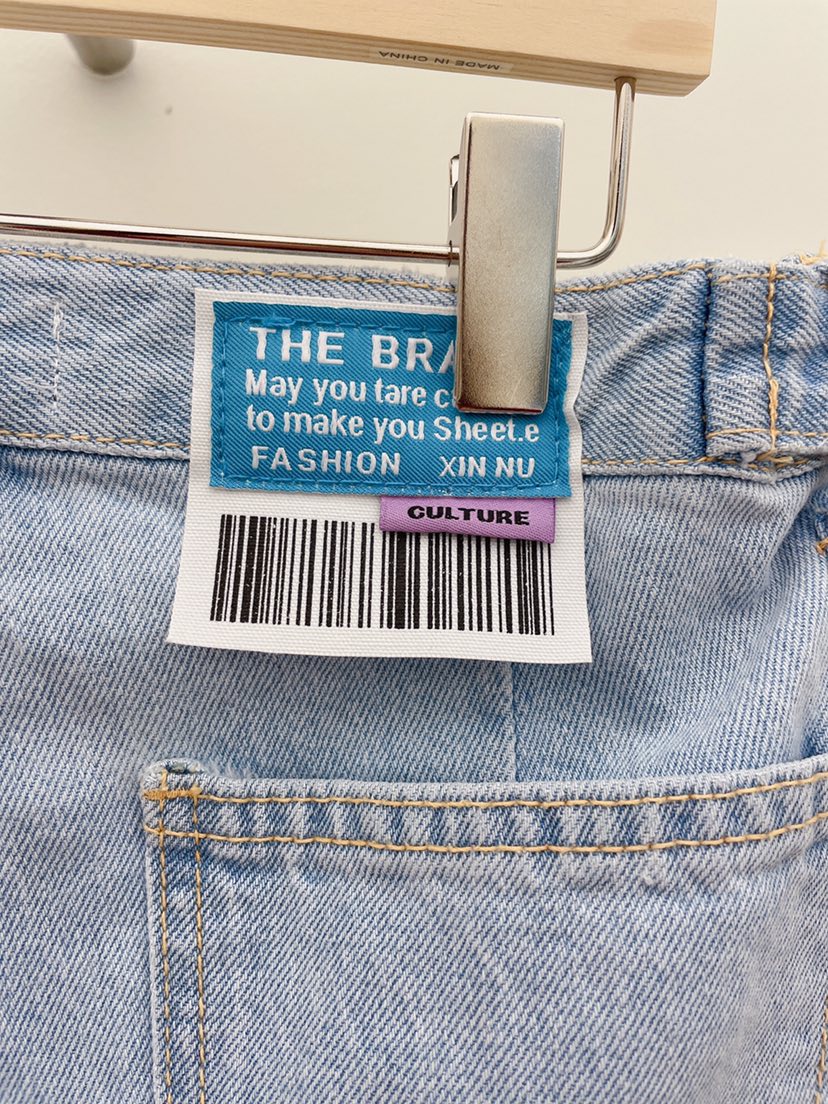 MADE IN CHINA
THE BRA
May you tare c
to make you Sheet.e
FASHION XIN NU
CULTURE